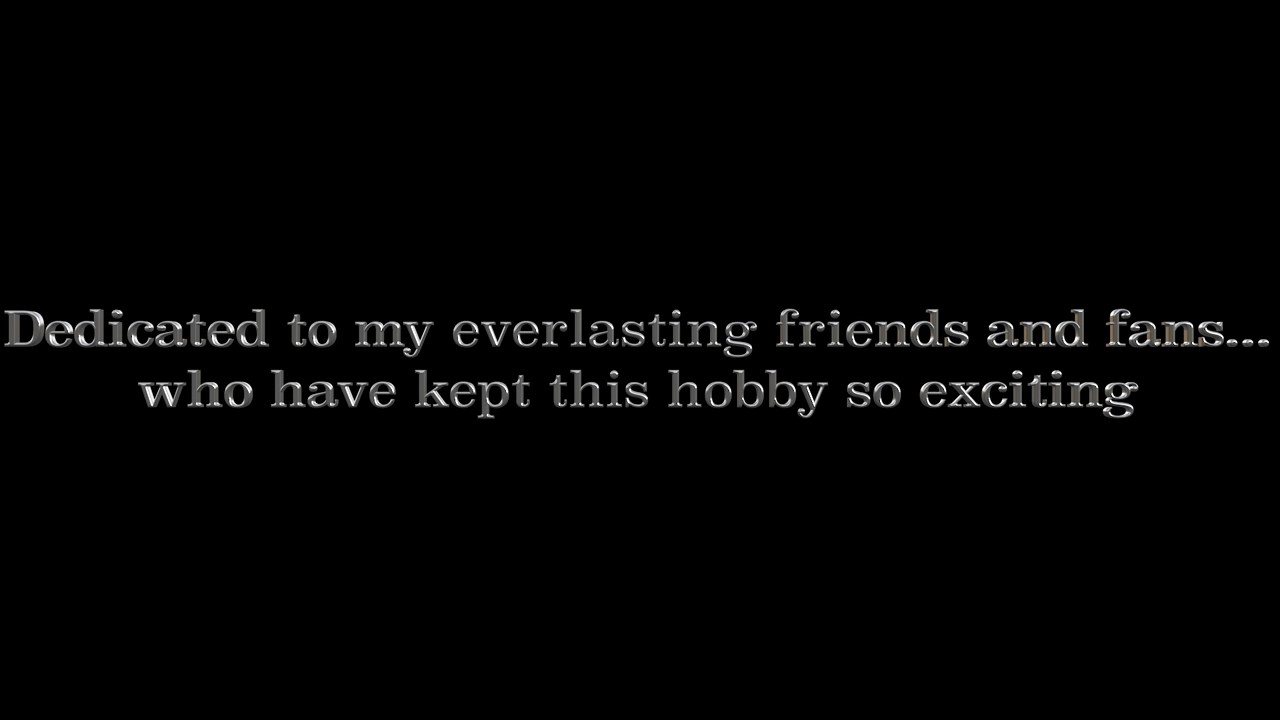 Dedicated to my everlasting friends and fans...
who have kept this hobby so exciting